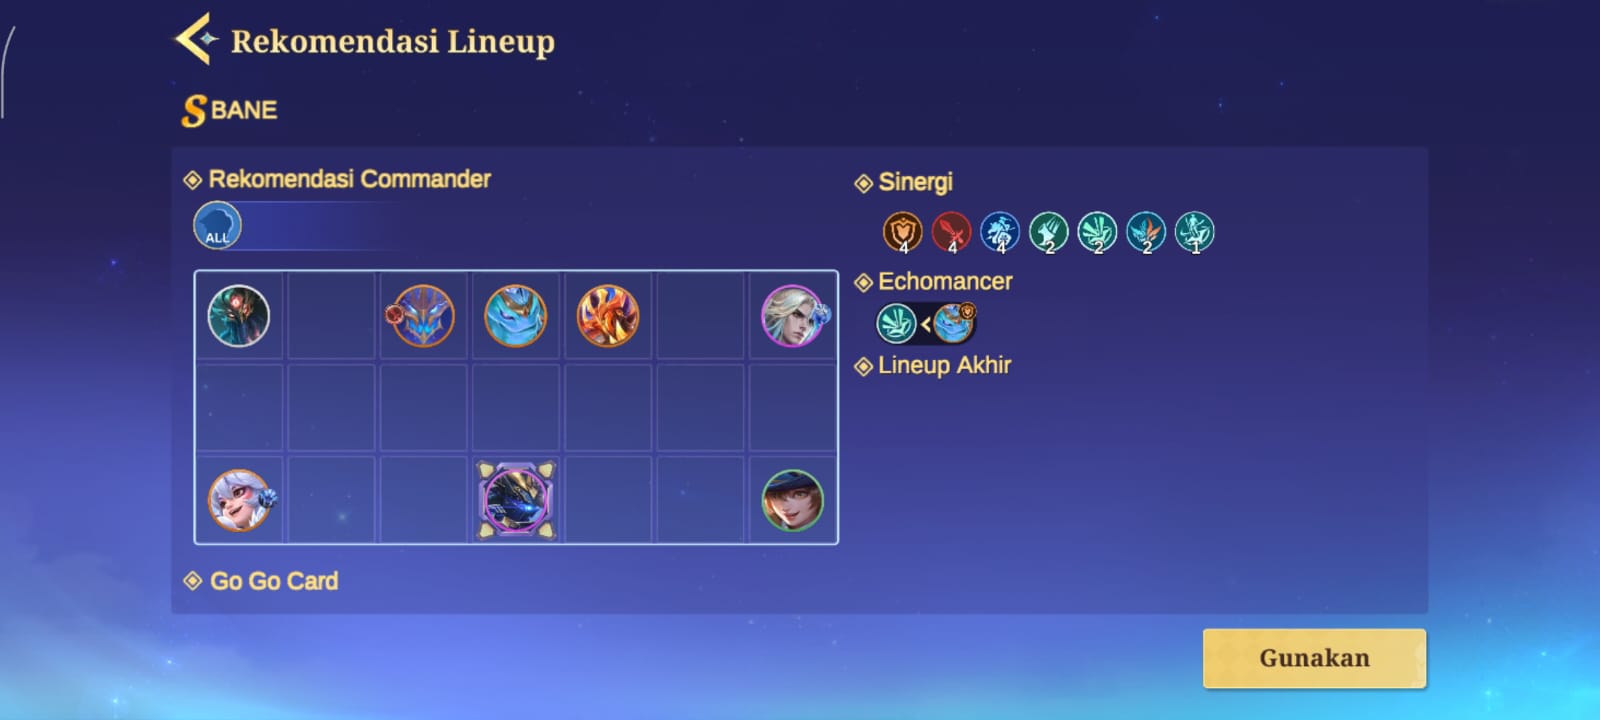 Rekomendasi Lineup
S BANE
Rekomendasi Commander
ALL
Sinergi
4 4 4 2 2 2 1
Echomancer
Lineup Akhir
Go Go Card
Gunakan